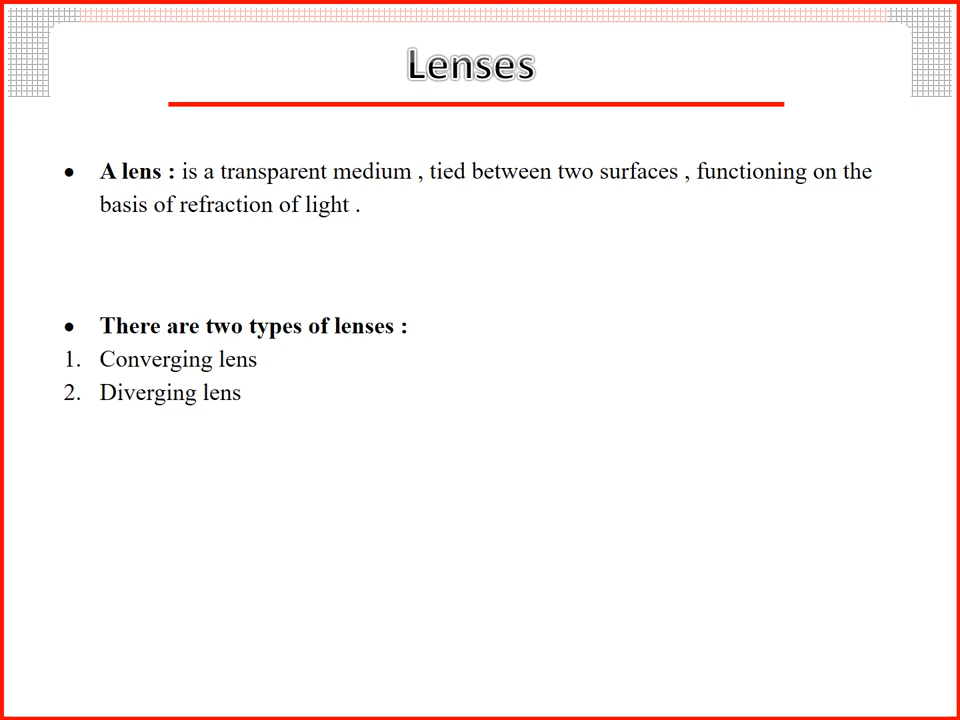 Lenses
• A lens : is a transparent medium , tied between two surfaces , functioning on the
basis of refraction of light .
• There are two types of lenses :
1. Converging lens
2. Diverging lens